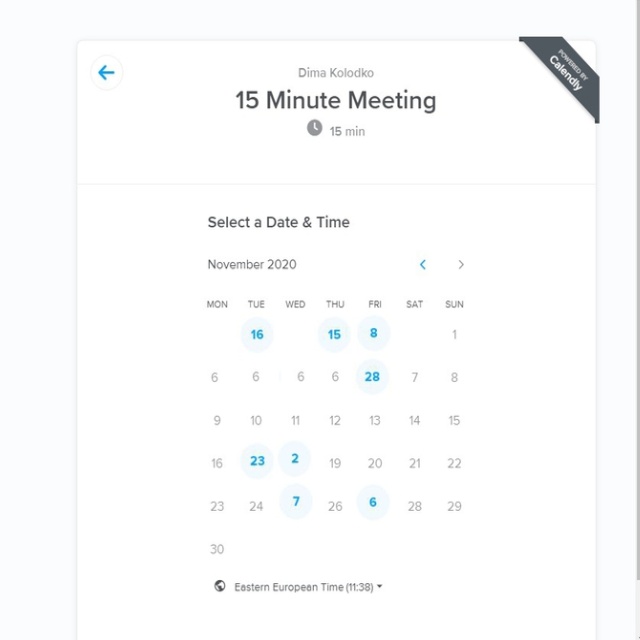 POWERED BY
Calendly
Dima Kolodko
15 Minute Meeting
15 min
Select a Date & Time
November 2020
MON TUE WED THU FRI SAT SUN
16 15 8 1
6 6 6 6 28 7 8
9 10 11 12 13 14 15
16 23 2 19 20 21 22
23 24 7 26 6 28 29
30
Eastern European Time (11:38)